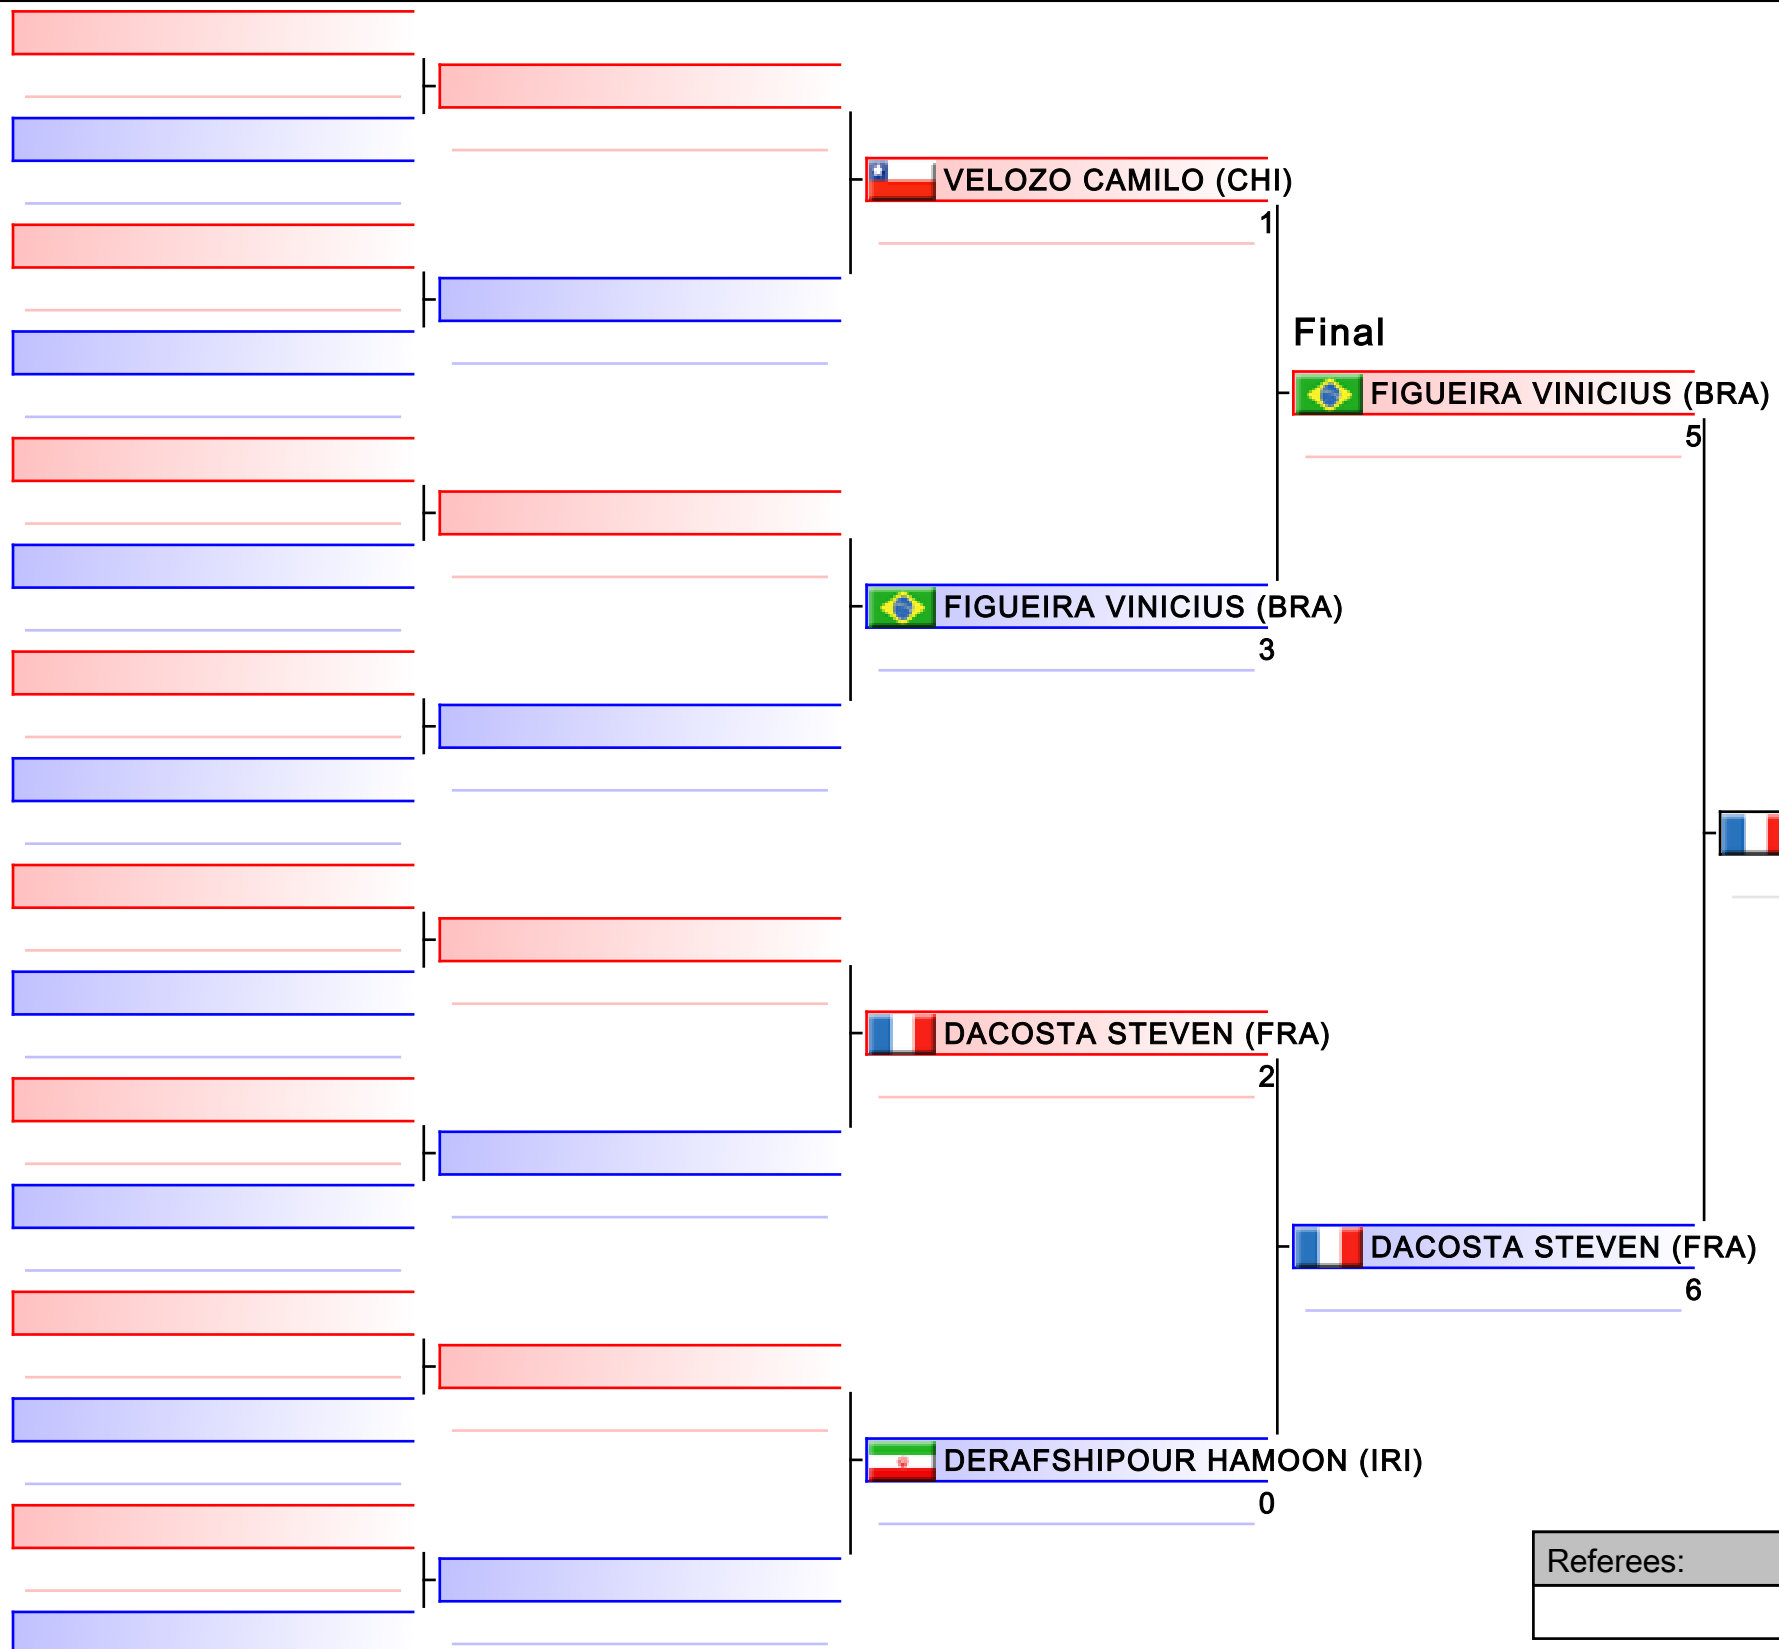 VELOZO CAMILO (CHI)
1
Final
FIGUEIRA VINICIUS (BRA)
5
FIGUEIRA VINICIUS (BRA)
3
DACOSTA STEVEN (FRA)
2
DACOSTA STEVEN (FRA)
6
DERAFSHIPOUR HAMOON (IRI)
0
Referees: